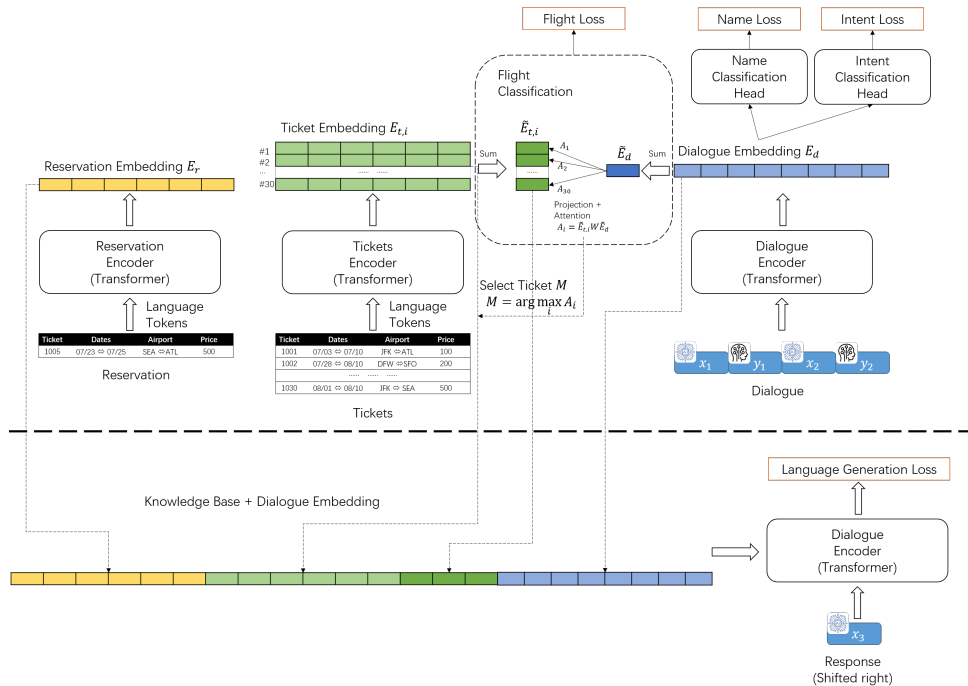 Flight Loss
Name Loss
Intent Loss
Flight
Classification
Name
Classification
Head
Intent
Classification
Head
Ticket Embedding E_{t,i}
#1
#2
...
#30
...... ......
Sum
Ẽ_{t,i}
......
A_1
A_2
A_{30}
Ẽ_d
Sum
Dialogue Embedding E_d
Reservation Embedding E_r
Projection +
Attention
A_i = Ẽ_{t,i}WẼ_d
Reservation
Encoder
(Transformer)
Tickets
Encoder
(Transformer)
Dialogue
Encoder
(Transformer)
Select Ticket M
M = arg max A_i
i
Language
Tokens
Language
Tokens
Ticket Dates Airport Price
1005 07/23 ⇔ 07/25 SEA ⇔ATL 500
Reservation
Ticket Dates Airport Price
1001 07/03 ⇔ 07/10 JFK ⇔ATL 100
1002 07/28 ⇔ 08/10 DFW ⇔SFO 200
...... ...... ......
1030 08/01 ⇔ 08/10 JFK ⇔ SEA 500
Tickets
x_1 y_1 x_2 y_2
Dialogue
Language Generation Loss
Knowledge Base + Dialogue Embedding
Dialogue
Encoder
(Transformer)
x_3
Response
(Shifted right)